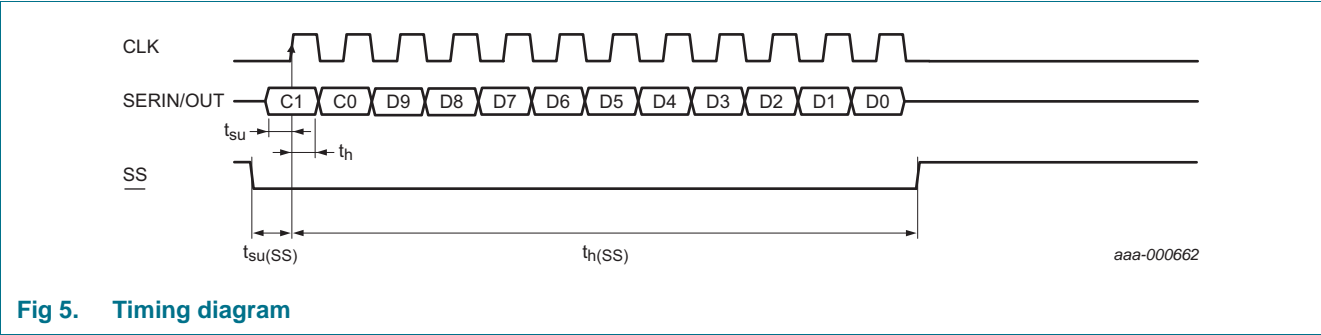 CLK
SERIN/OUT C1 C0 D9 D8 D7 D6 D5 D4 D3 D2 D1 D0
tsu
th
SS
tsu(SS) th(SS) aaa-000662
Fig 5. Timing diagram